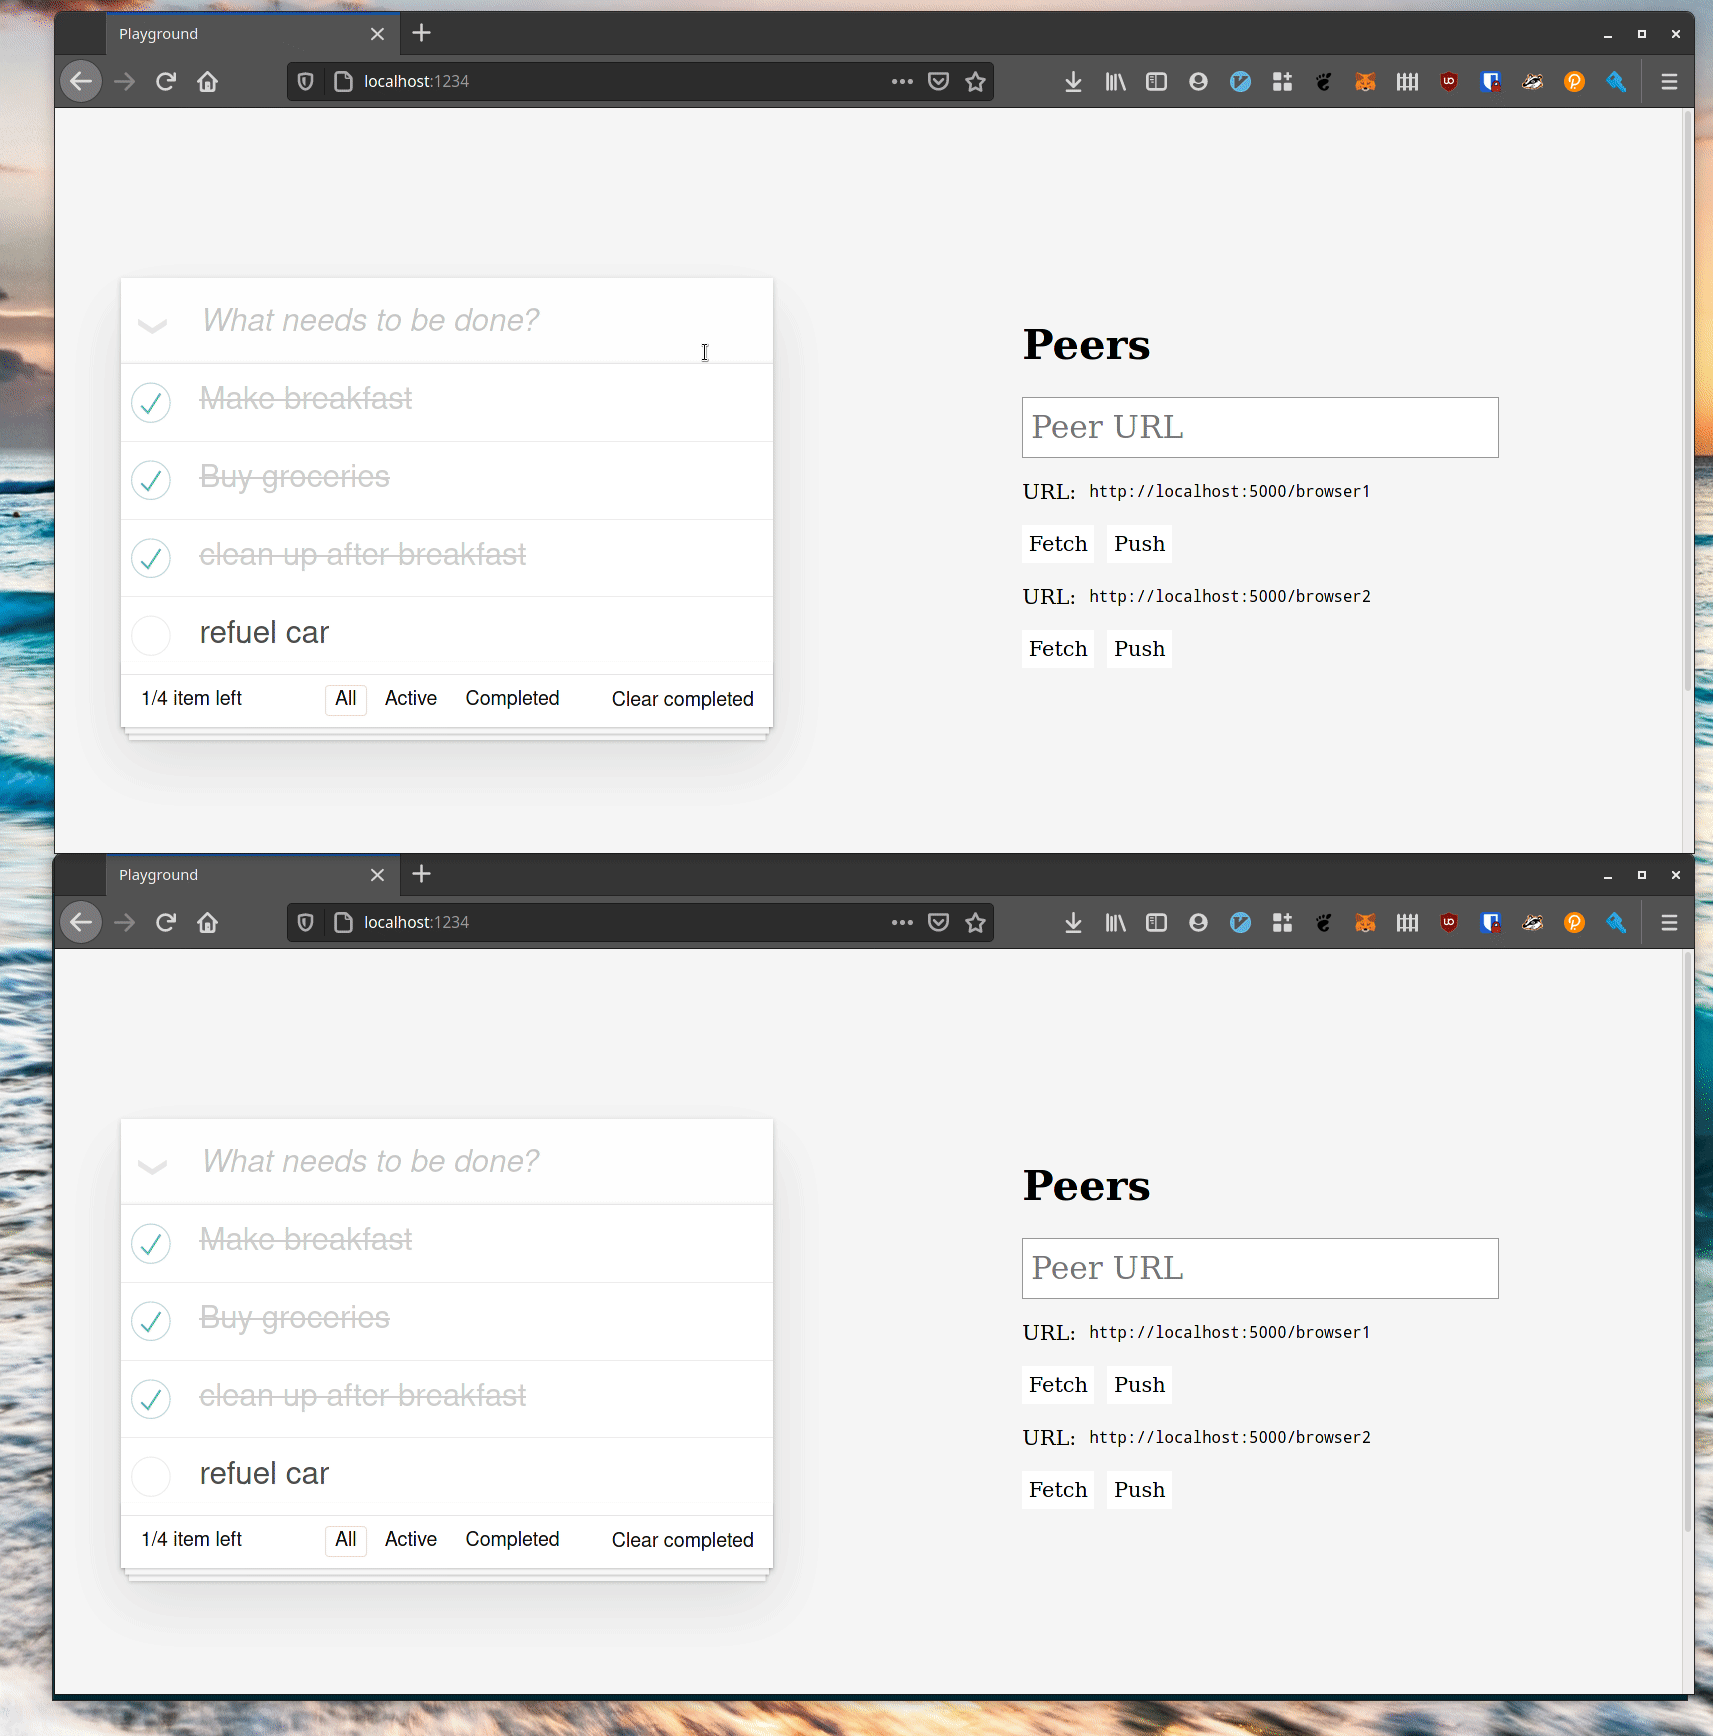 Playground
localhost:1234
What needs to be done?
Make breakfast
Buy groceries
clean up after breakfast
refuel car
1/4 item left All Active Completed Clear completed
Peers
Peer URL
URL: http://localhost:5000/browser1
Fetch Push
URL: http://localhost:5000/browser2
Fetch Push
Playground
localhost:1234
What needs to be done?
Make breakfast
Buy groceries
clean up after breakfast
refuel car
1/4 item left All Active Completed Clear completed
Peers
Peer URL
URL: http://localhost:5000/browser1
Fetch Push
URL: http://localhost:5000/browser2
Fetch Push